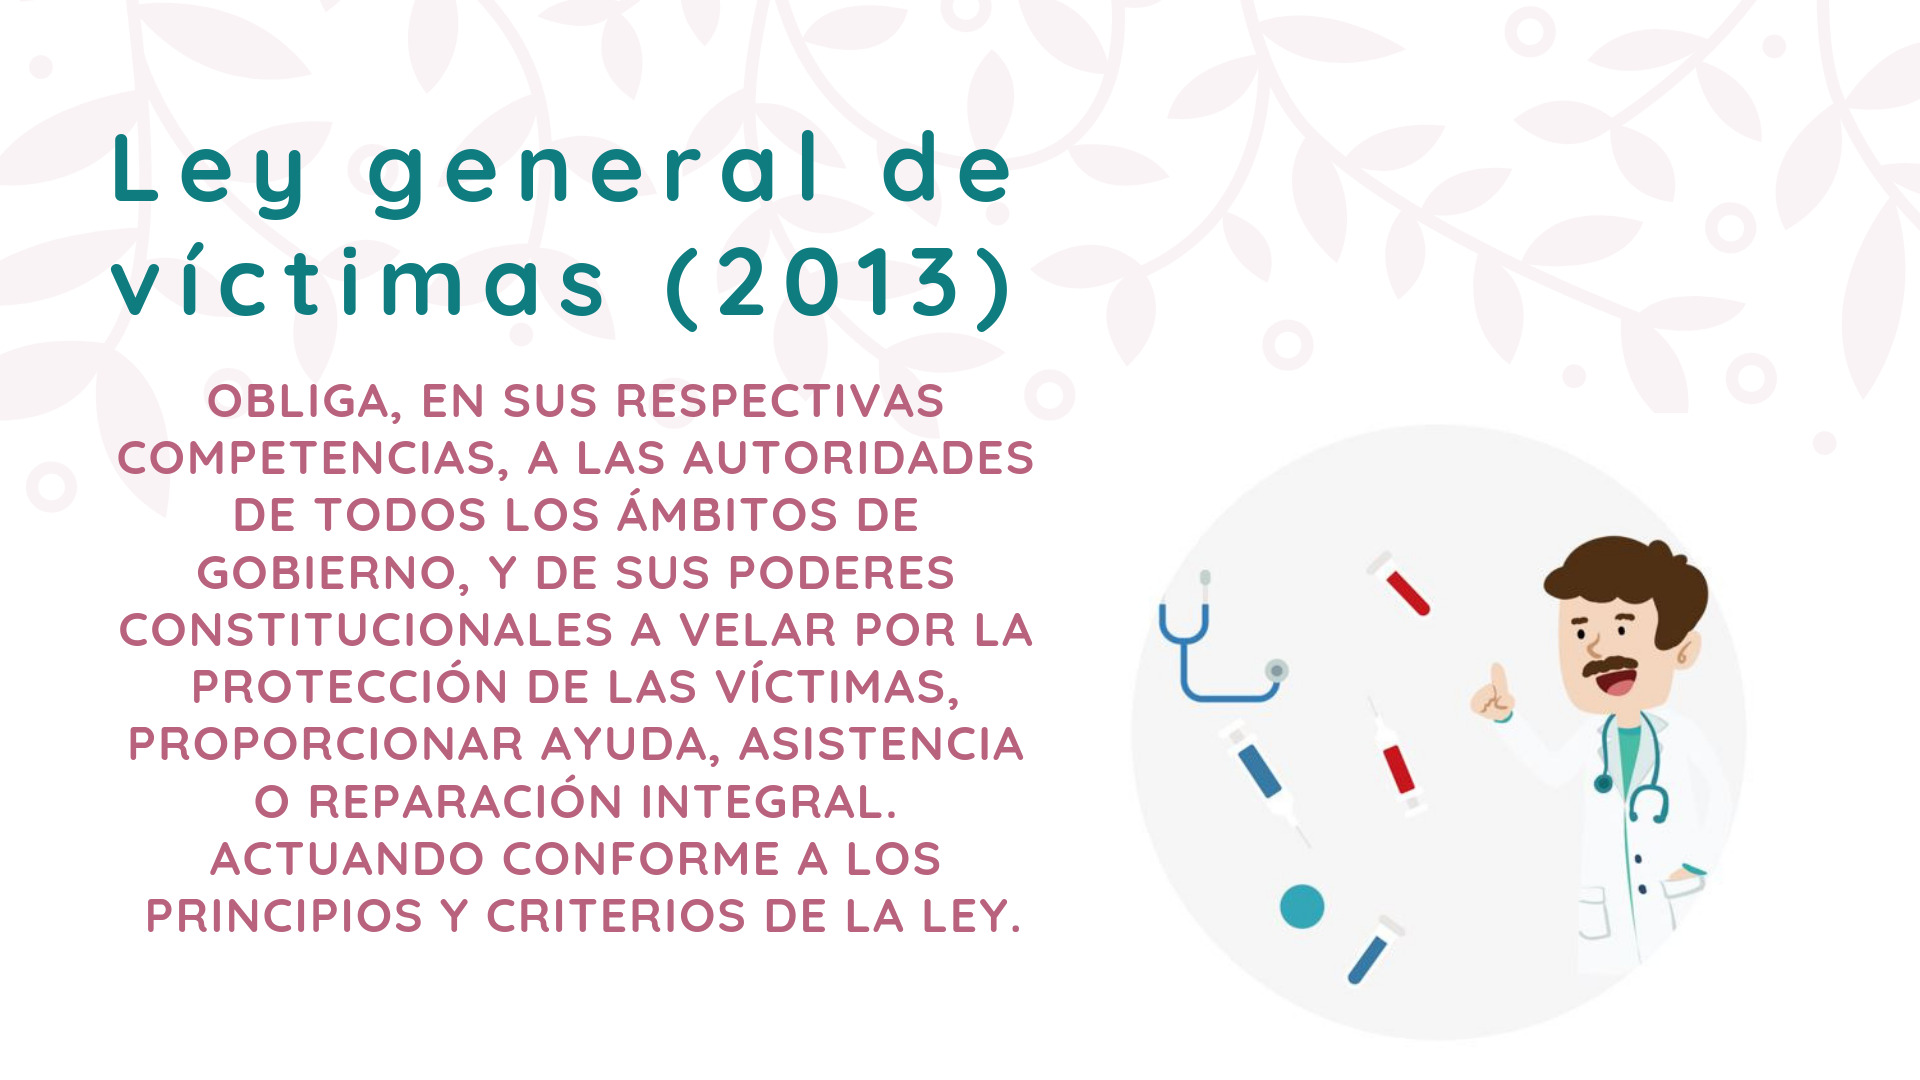 Ley general de
víctimas (2013)
OBLIGA, EN SUS RESPECTIVAS
COMPETENCIAS, A LAS AUTORIDADES
DE TODOS LOS ÁMBITOS DE
GOBIERNO, Y DE SUS PODERES
CONSTITUCIONALES A VELAR POR LA
PROTECCIÓN DE LAS VÍCTIMAS,
PROPORCIONAR AYUDA, ASISTENCIA
O REPARACIÓN INTEGRAL.
ACTUANDO CONFORME A LOS
PRINCIPIOS Y CRITERIOS DE LA LEY.